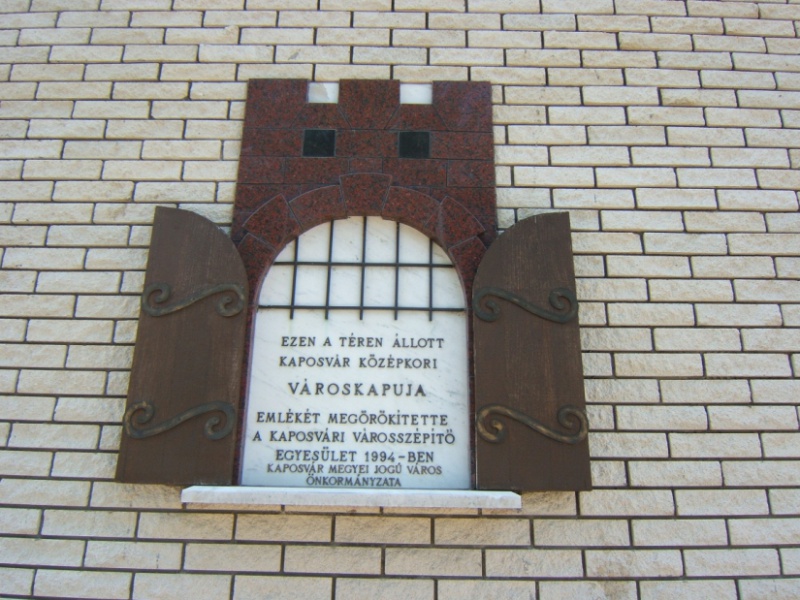 EZEN A TÉREN ÁLLOTT
KAPOSVÁR KÖZÉPKORI
VÁROSKAPUJA
EMLÉKÉT MEGÖRÖKÍTETTE
A KAPOSVÁRI VÁROSSZÉPÍTŐ
EGYESÜLET 1994-BEN
KAPOSVÁR MEGYEI JOGÚ VÁROS
ÖNKORMÁNYZATA